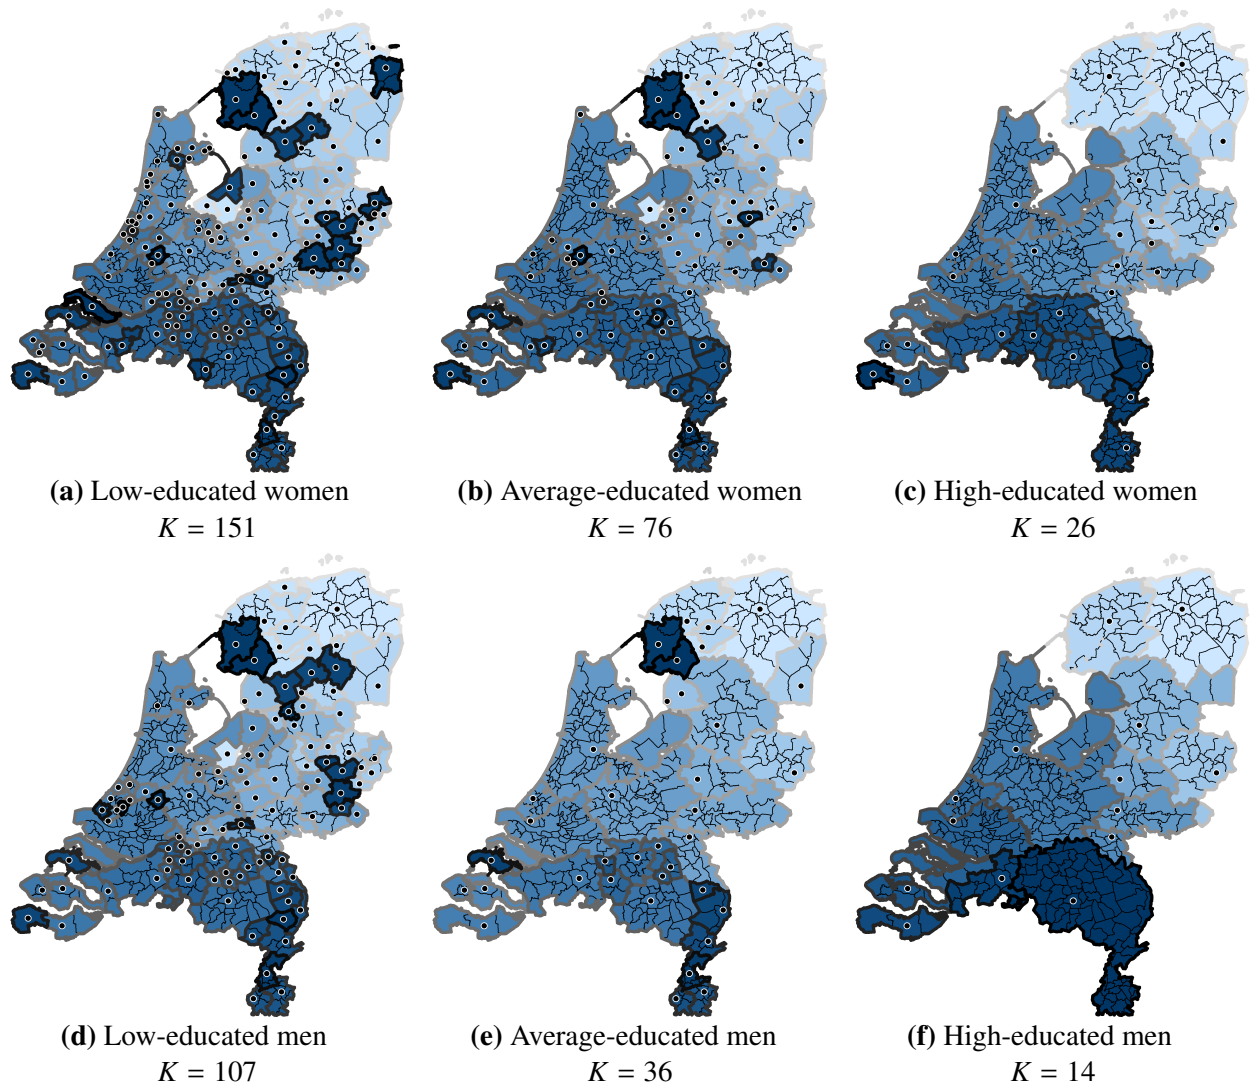 (a) Low-educated women
(b) Average-educated women
(c) High-educated women
K = 151
K = 76
K = 26
(d) Low-educated men
(e) Average-educated men
(f) High-educated men
K = 107
K = 36
K = 14